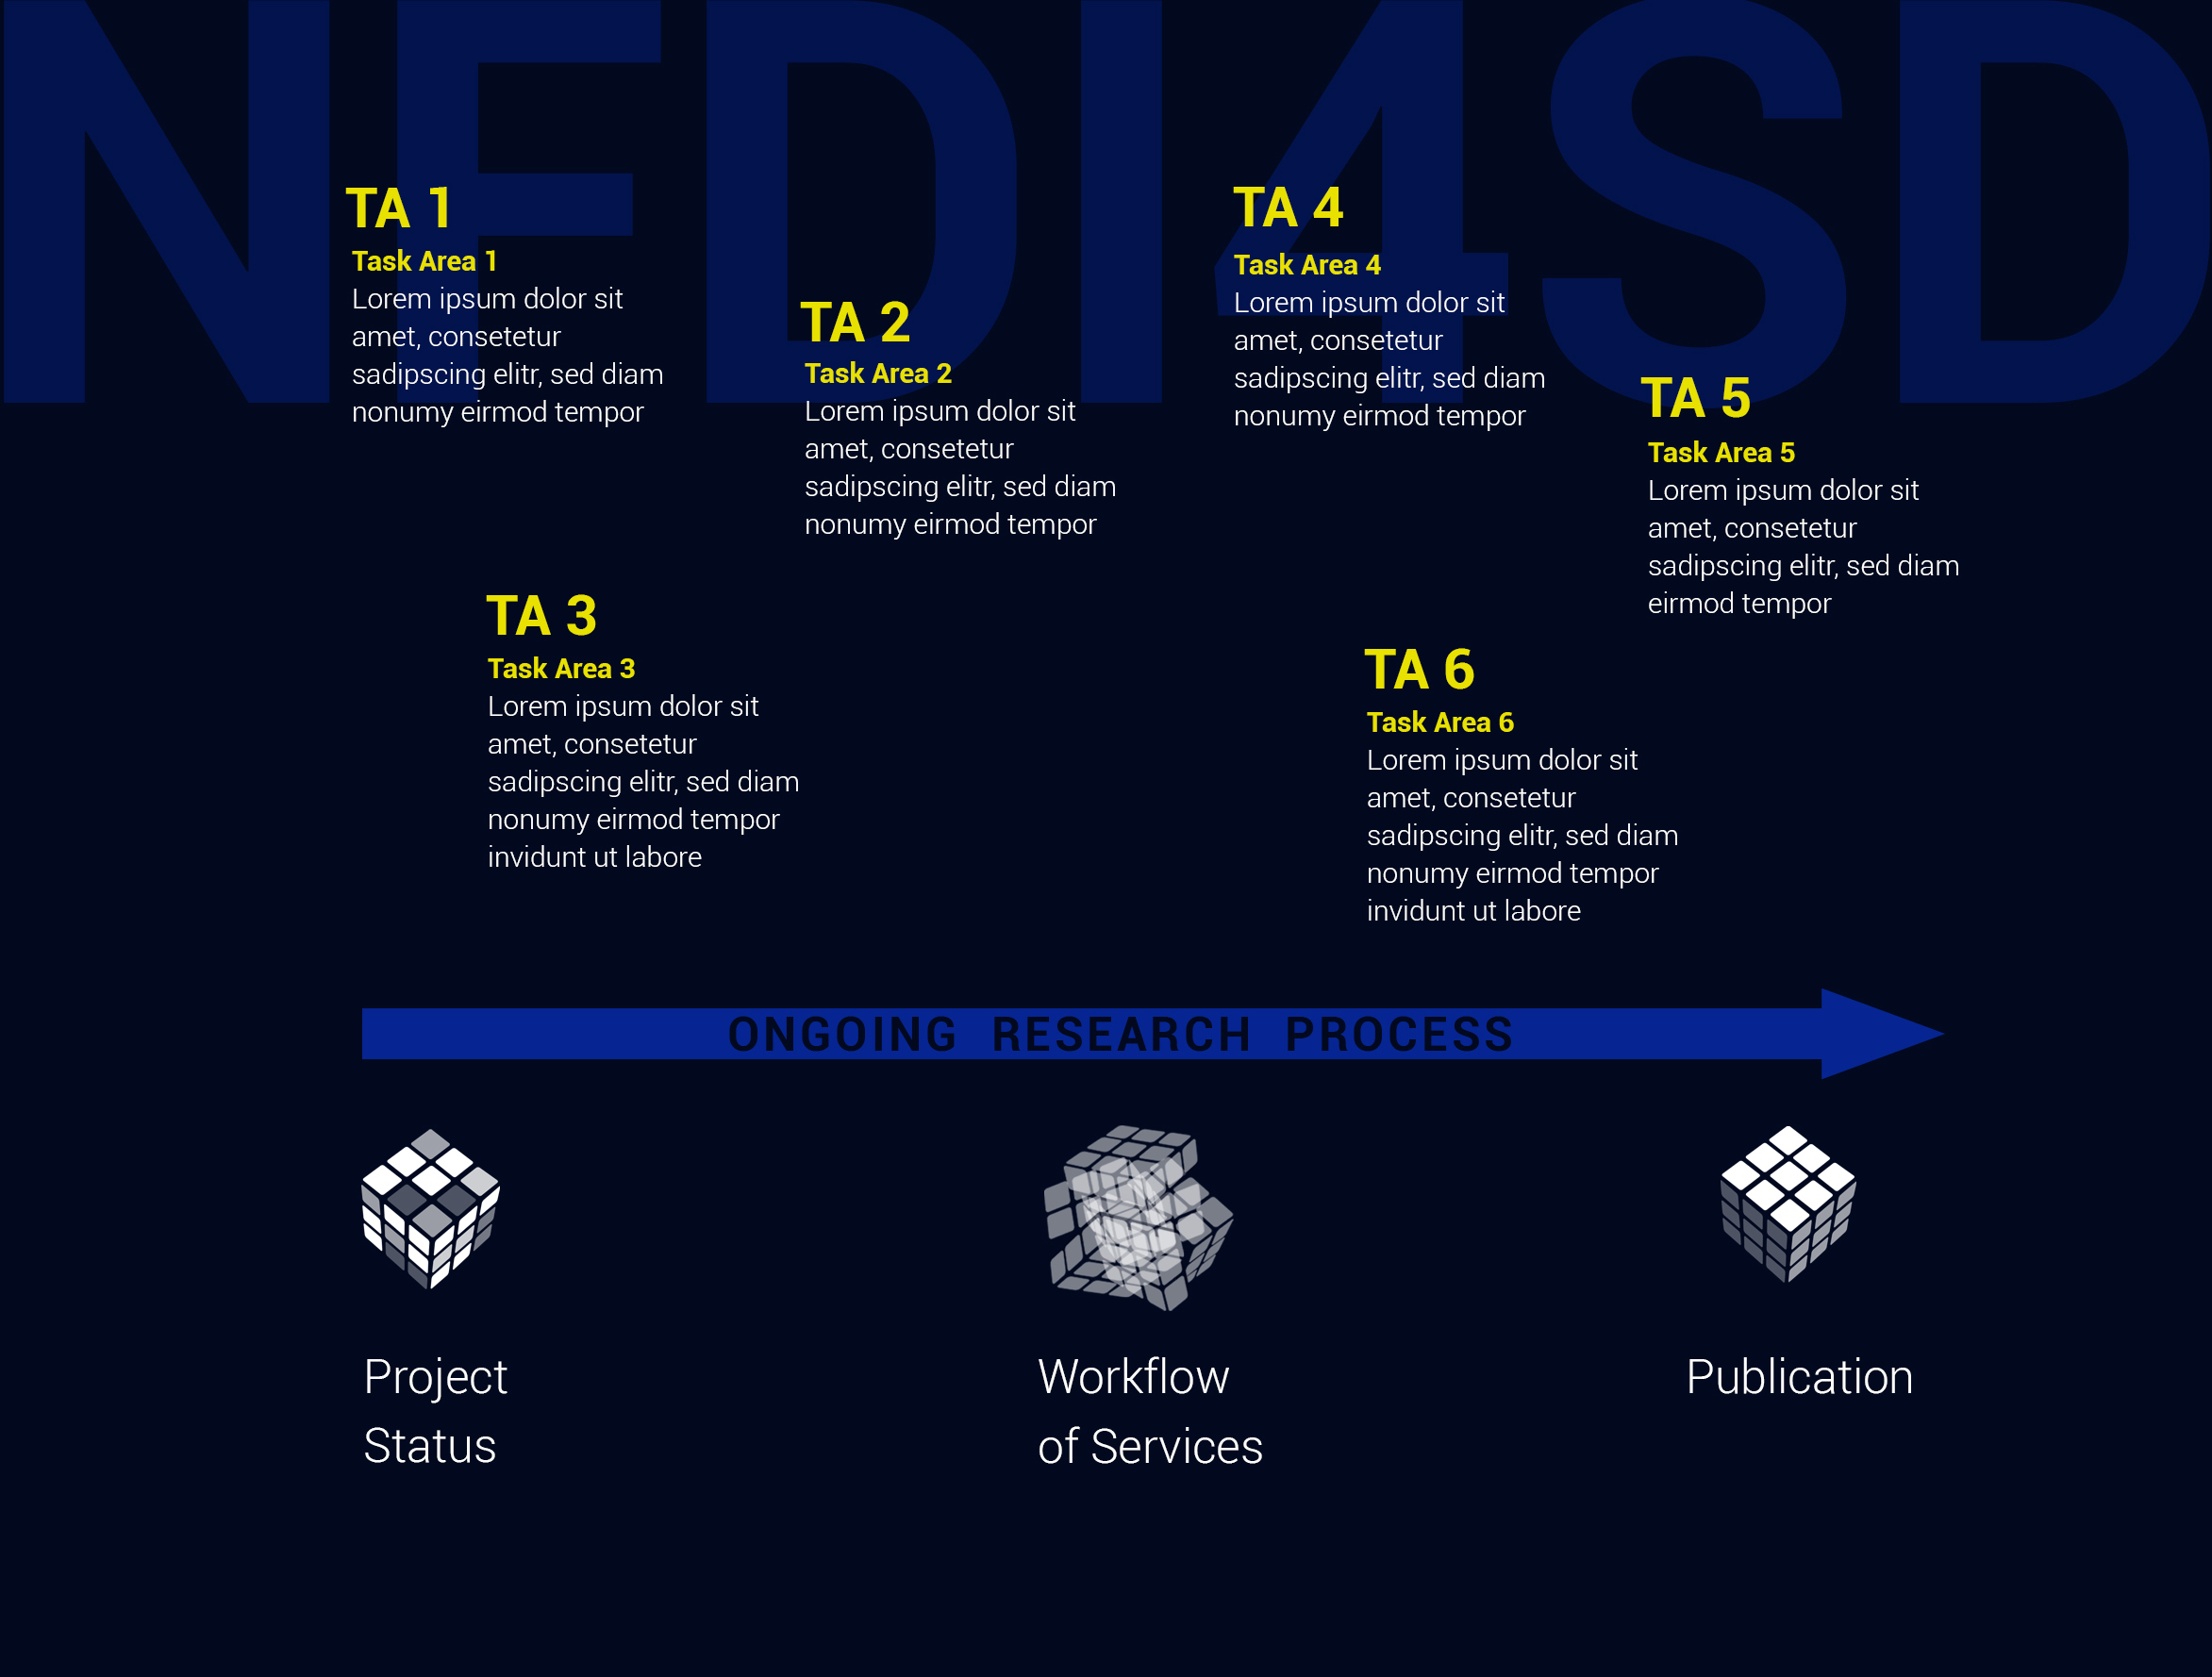 NFDI4SD
TA 1
Task Area 1
Lorem ipsum dolor sit
amet, consetetur
sadipscing elitr, sed diam
nonumy eirmod tempor
TA 2
Task Area 2
Lorem ipsum dolor sit
amet, consetetur
sadipscing elitr, sed diam
nonumy eirmod tempor
TA 3
Task Area 3
Lorem ipsum dolor sit
amet, consetetur
sadipscing elitr, sed diam
nonumy eirmod tempor
invidunt ut labore
TA 4
Task Area 4
Lorem ipsum dolor sit
amet, consetetur
sadipscing elitr, sed diam
nonumy eirmod tempor
TA 5
Task Area 5
Lorem ipsum dolor sit
amet, consetetur
sadipscing elitr, sed diam
eirmod tempor
TA 6
Task Area 6
Lorem ipsum dolor sit
amet, consetetur
sadipscing elitr, sed diam
nonumy eirmod tempor
invidunt ut labore
ONGOING RESEARCH PROCESS
Project
Status
Workflow
of Services
Publication